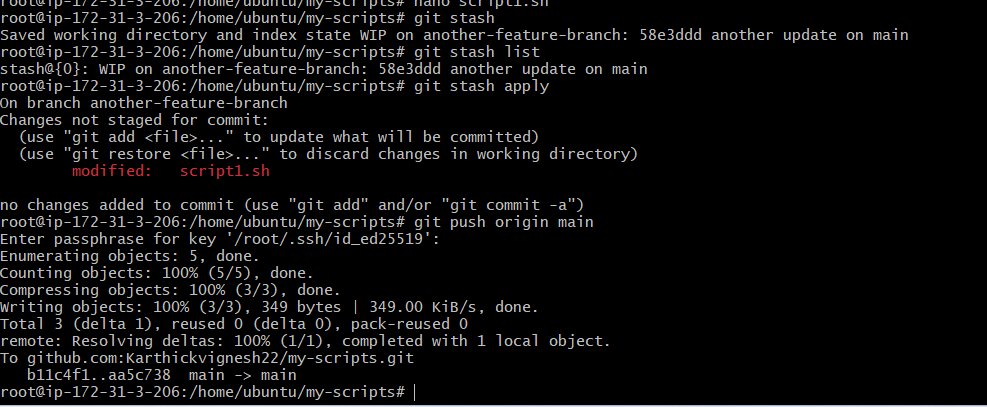 root@ip-172-31-3-206:/home/ubuntu/my-scripts# nano script1.sh
root@ip-172-31-3-206:/home/ubuntu/my-scripts# git stash
Saved working directory and index state WIP on another-feature-branch: 58e3ddd another update on main
root@ip-172-31-3-206:/home/ubuntu/my-scripts# git stash list
stash@{0}: WIP on another-feature-branch: 58e3ddd another update on main
root@ip-172-31-3-206:/home/ubuntu/my-scripts# git stash apply
On branch another-feature-branch
Changes not staged for commit:
  (use "git add <file>..." to update what will be committed)
  (use "git restore <file>..." to discard changes in working directory)
        modified:   script1.sh

no changes added to commit (use "git add" and/or "git commit -a")
root@ip-172-31-3-206:/home/ubuntu/my-scripts# git push origin main
Enter passphrase for key '/root/.ssh/id_ed25519':
Enumerating objects: 5, done.
Counting objects: 100% (5/5), done.
Compressing objects: 100% (3/3), done.
Writing objects: 100% (3/3), 349 bytes | 349.00 KiB/s, done.
Total 3 (delta 1), reused 0 (delta 0), pack-reused 0
remote: Resolving deltas: 100% (1/1), completed with 1 local object.
To github.com:Karthickvignesh22/my-scripts.git
   b11c4f1..aa5c738  main -> main
root@ip-172-31-3-206:/home/ubuntu/my-scripts#